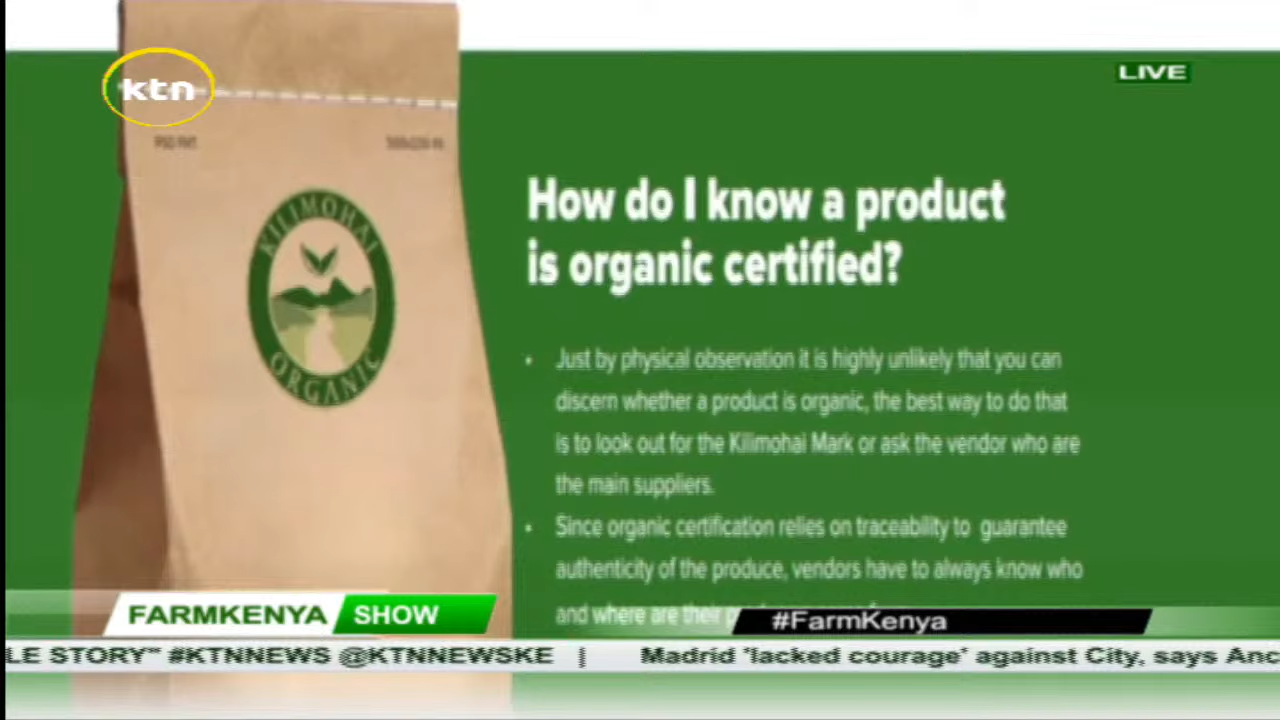 ktn
LIVE
KILIMOHAI
ORGANIC
How do I know a product
is organic certified?
• Just by physical observation it is highly unlikely that you can
discern whether a product is organic, the best way to do that
is to look out for the Kilimohai Mark or ask the vendor who are
the main suppliers.
• Since organic certification relies on traceability to guarantee
authenticity of the produce, vendors have to always know who
and where are their
FARMKENYA SHOW
#FarmKenya
LE STORY" #KTNNEWS @KTNNEWSKE | Madrid 'lacked courage' against City, says Anc